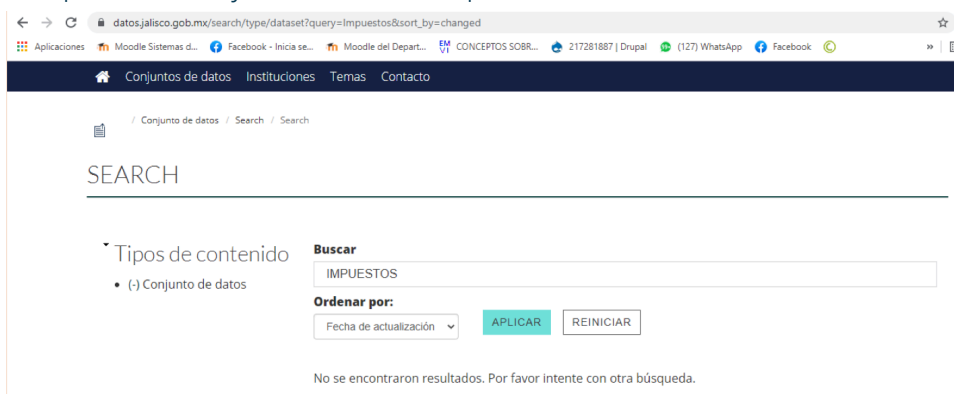 datos.jalisco.gob.mx/search/type/dataset?query=Impuestos&sort_by=changed
Aplicaciones Moodle Sistemas d... Facebook - Inicia se... Moodle del Depart... EM VI CONCEPTOS SOBR... 217281887 | Drupal (127) WhatsApp Facebook »
Conjuntos de datos Instituciones Temas Contacto
/ Conjunto de datos / Search / Search
SEARCH
Tipos de contenido
• (-) Conjunto de datos
Buscar
IMPUESTOS
Ordenar por:
Fecha de actualización APLICAR REINICIAR
No se encontraron resultados. Por favor intente con otra búsqueda.